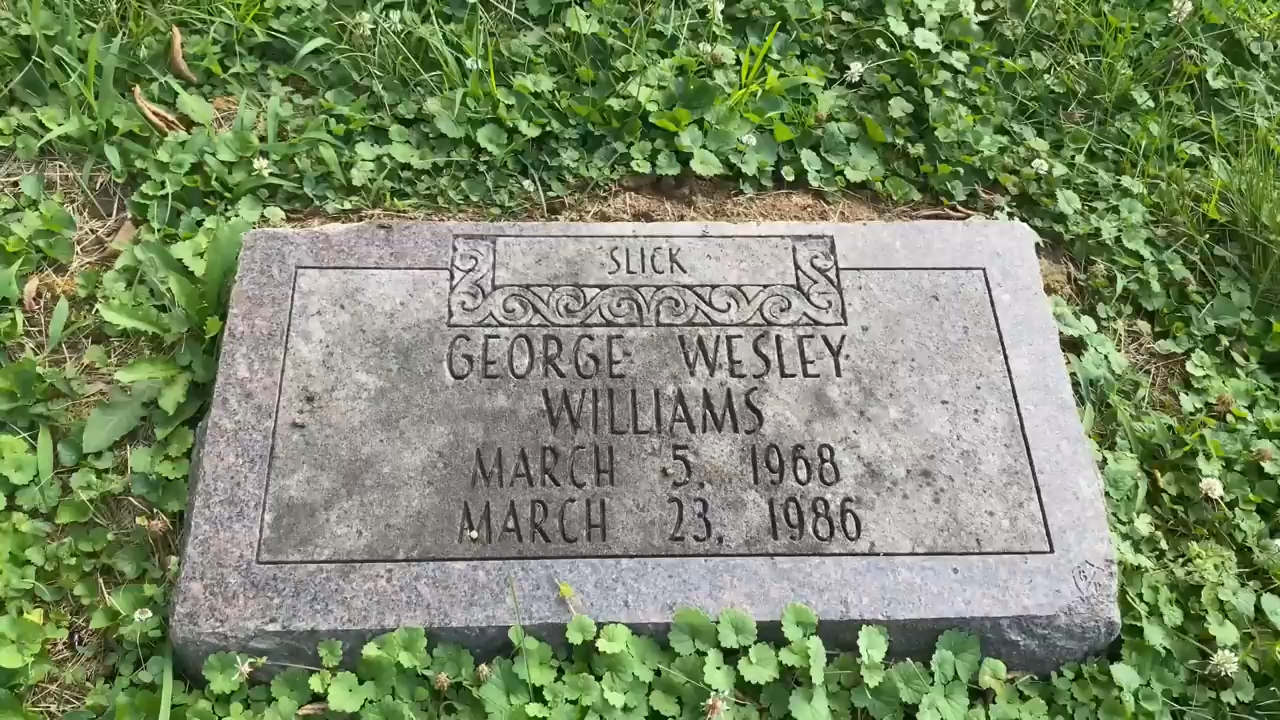 SLICK
GEORGE WESLEY
WILLIAMS
MARCH 5, 1968
MARCH 23, 1986